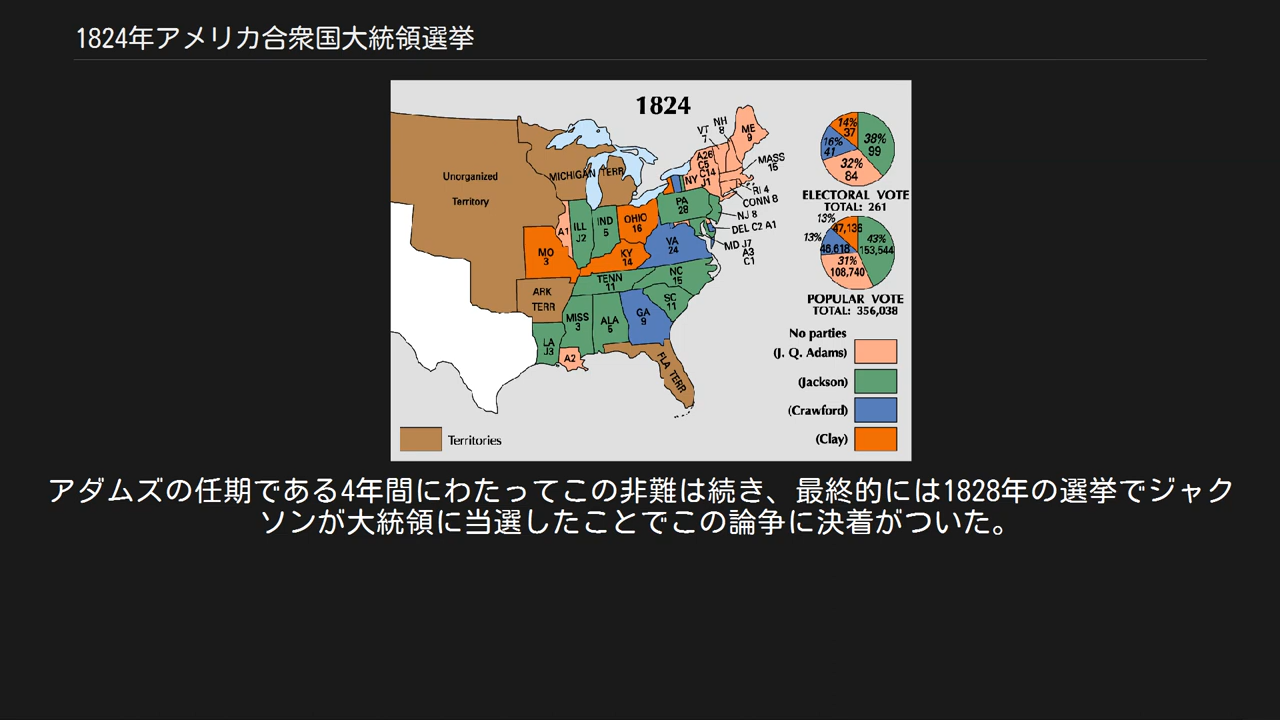 1824年アメリカ合衆国大統領選挙
1824
Unorganized
Territory
MICHIGAN TERR
VT
7
NH
8
ME
9
MASS
15
A26
C5
C14
J1
NY
RI 4
CONN 8
NJ 8
DEL C2 A1
MD J7
A3
C1
PA
28
OHIO
16
IND
5
ILL
J2
A1
MO
3
KY
14
VA
24
NC
15
TENN
11
SC
11
ARK
TERR
MISS
3
ALA
5
GA
9
LA
J3
A2
FLA TERR
14%
37
38%
99
16%
41
32%
84
ELECTORAL VOTE
TOTAL: 261
13%
47,136
13%
46,618
43%
153,544
31%
108,740
POPULAR VOTE
TOTAL: 356,038
No parties
(J. Q. Adams)
(Jackson)
(Crawford)
(Clay)
Territories
アダムズの任期である4年間にわたってこの非難は続き、最終的には1828年の選挙でジャク
ソンが大統領に当選したことでこの論争に決着がついた。